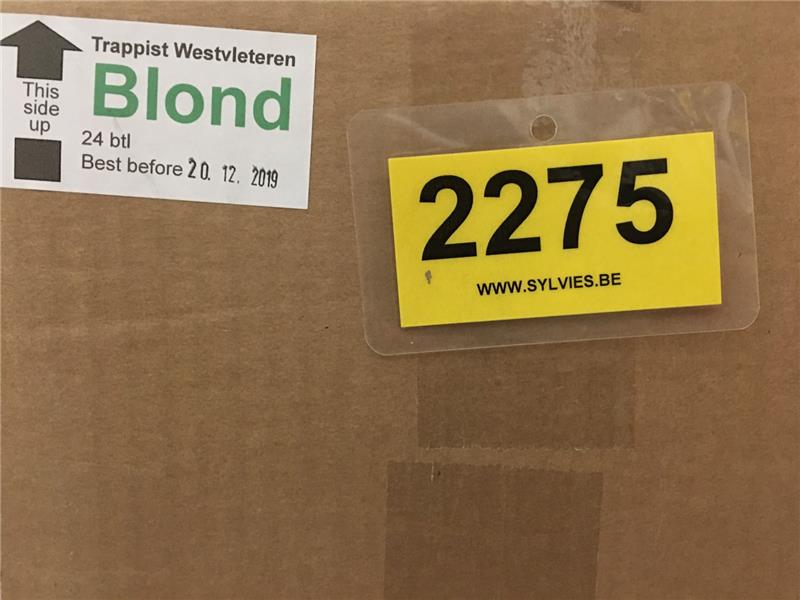 Trappist Westvleteren
Blond
This
side
up
24 btl
Best before 20. 12. 2019
2275
WWW.SYLVIES.BE